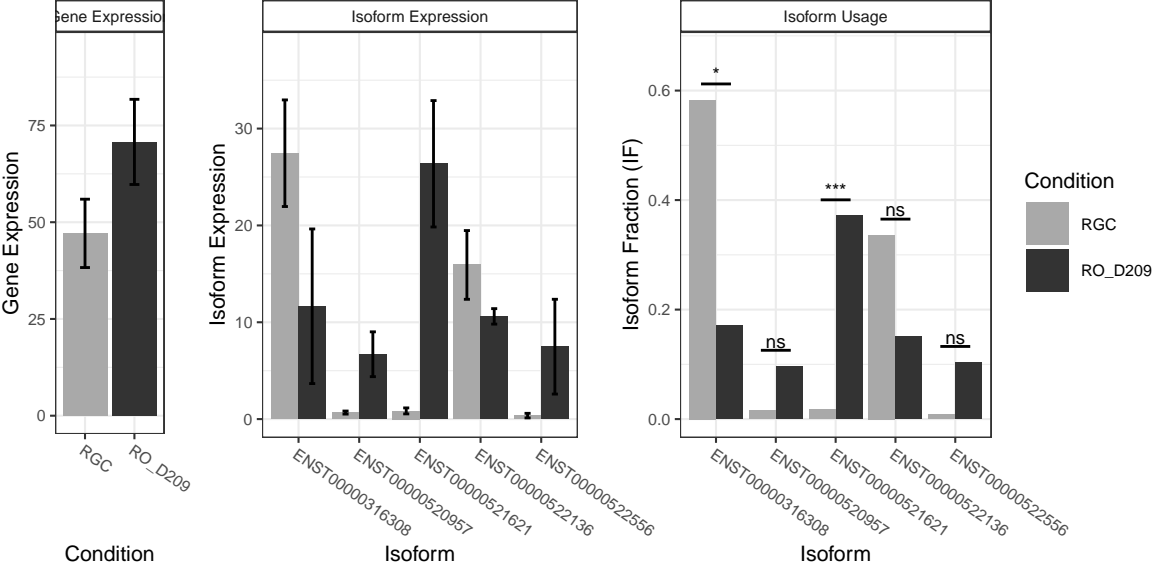 Gene Expression
Gene Expression
75
50
25
0
RGC
RO_D209
Condition
Isoform Expression
Isoform Expression
30
20
10
0
ENST00000316308
ENST00000520957
ENST00000521621
ENST00000522136
ENST00000522556
Isoform
Isoform Usage
Isoform Fraction (IF)
0.6
0.4
0.2
0.0
*
ns
***
ns
ns
ENST00000316308
ENST00000520957
ENST00000521621
ENST00000522136
ENST00000522556
Isoform
Condition
RGC
RO_D209